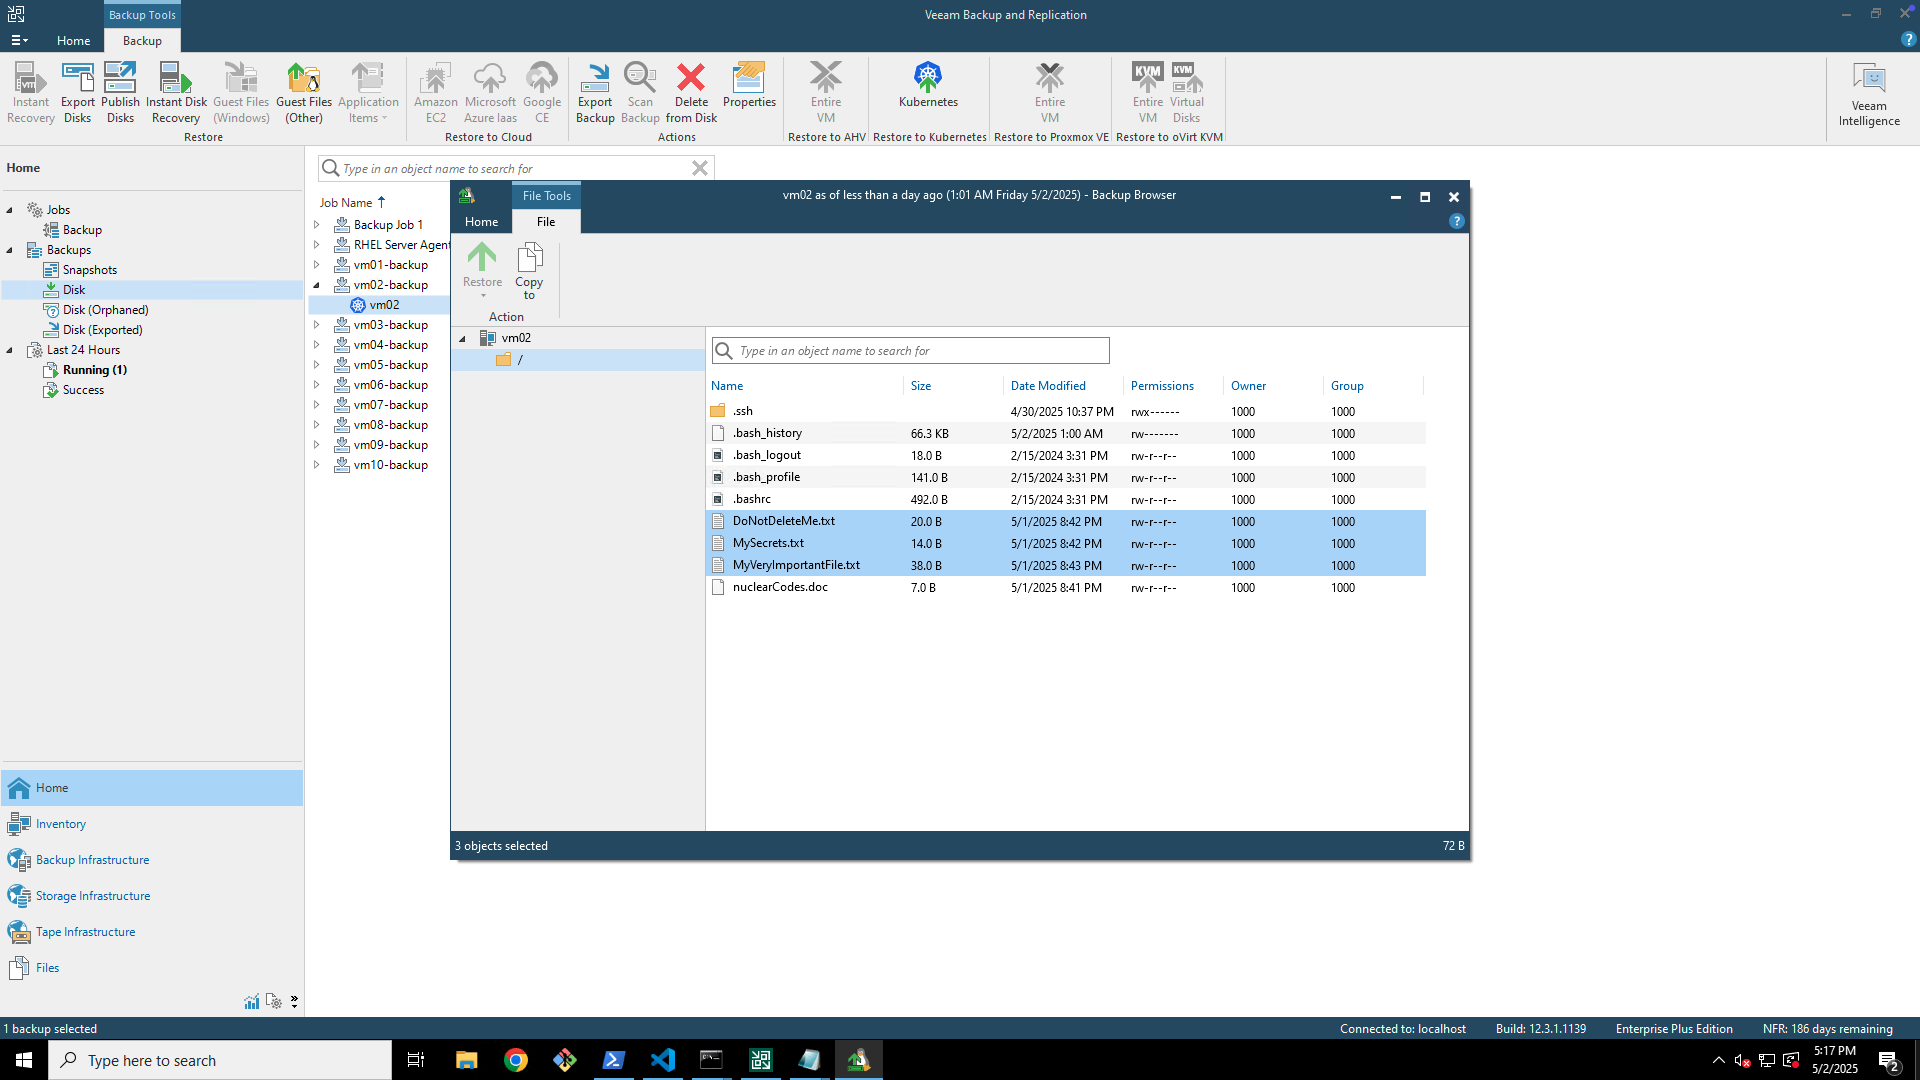 Backup Tools
Veeam Backup and Replication
Home
Backup
Instant Recovery
Export Disks
Publish Disks
Instant Disk Recovery
Guest Files (Windows)
Guest Files (Other)
Application Items
Restore
Amazon EC2
Microsoft Azure Iaas
Google CE
Restore to Cloud
Export Backup
Scan Backup
Delete from Disk
Properties
Actions
Entire VM
Restore to AHV
Kubernetes
Restore to Kubernetes
Entire VM
Restore to Proxmox VE
KVM
Entire VM
KVM
Virtual Disks
Restore to oVirt KVM
Veeam Intelligence
Home
Jobs
Backup
Backups
Snapshots
Disk
Disk (Orphaned)
Disk (Exported)
Last 24 Hours
Running (1)
Success
Home
Inventory
Backup Infrastructure
Storage Infrastructure
Tape Infrastructure
Files
Type in an object name to search for
Job Name
Backup Job 1
RHEL Server Agent
vm01-backup
vm02-backup
vm02
vm03-backup
vm04-backup
vm05-backup
vm06-backup
vm07-backup
vm08-backup
vm09-backup
vm10-backup
File Tools
vm02 as of less than a day ago (1:01 AM Friday 5/2/2025) - Backup Browser
Home
File
Restore
Copy to
Action
vm02
/
Type in an object name to search for
Name Size Date Modified Permissions Owner Group
.ssh 4/30/2025 10:37 PM rwx------ 1000 1000
.bash_history 66.3 KB 5/2/2025 1:00 AM rw------- 1000 1000
.bash_logout 18.0 B 2/15/2024 3:31 PM rw-r--r-- 1000 1000
.bash_profile 141.0 B 2/15/2024 3:31 PM rw-r--r-- 1000 1000
.bashrc 492.0 B 2/15/2024 3:31 PM rw-r--r-- 1000 1000
DoNotDeleteMe.txt 20.0 B 5/1/2025 8:42 PM rw-r--r-- 1000 1000
MySecrets.txt 14.0 B 5/1/2025 8:42 PM rw-r--r-- 1000 1000
MyVeryImportantFile.txt 38.0 B 5/1/2025 8:43 PM rw-r--r-- 1000 1000
nuclearCodes.doc 7.0 B 5/1/2025 8:41 PM rw-r--r-- 1000 1000
3 objects selected
72 B
1 backup selected
Connected to: localhost
Build: 12.3.1.1139
Enterprise Plus Edition
NFR: 186 days remaining
Type here to search
5:17 PM
5/2/2025
2